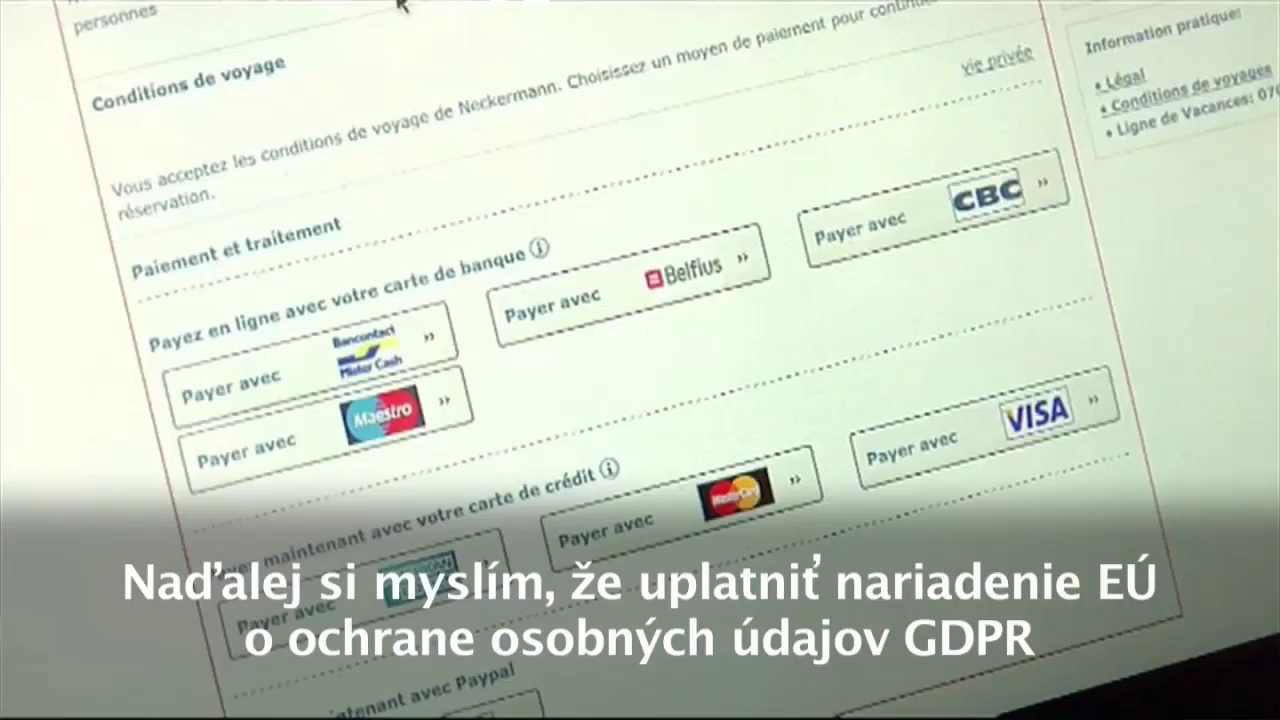 personnes
Conditions de voyage
Vous acceptez les conditions de voyage de Neckermann. Choisissez un moyen de paiement pour
réservation.
vie privée
Information pratique:
• Légal
• Conditions de voyages
• Ligne de Vacances:
Paiement et traitement
Payez en ligne avec votre carte de banque
Payer avec Bancontact Mister Cash »
Payer avec Belfius »
Payer avec CBC »
Payer avec Maestro »
maintenant avec votre carte de crédit
Payer avec
Payer avec MasterCard »
Payer avec VISA »
avec Paypal
Naďalej si myslím, že uplatniť nariadenie EÚ
o ochrane osobných údajov GDPR